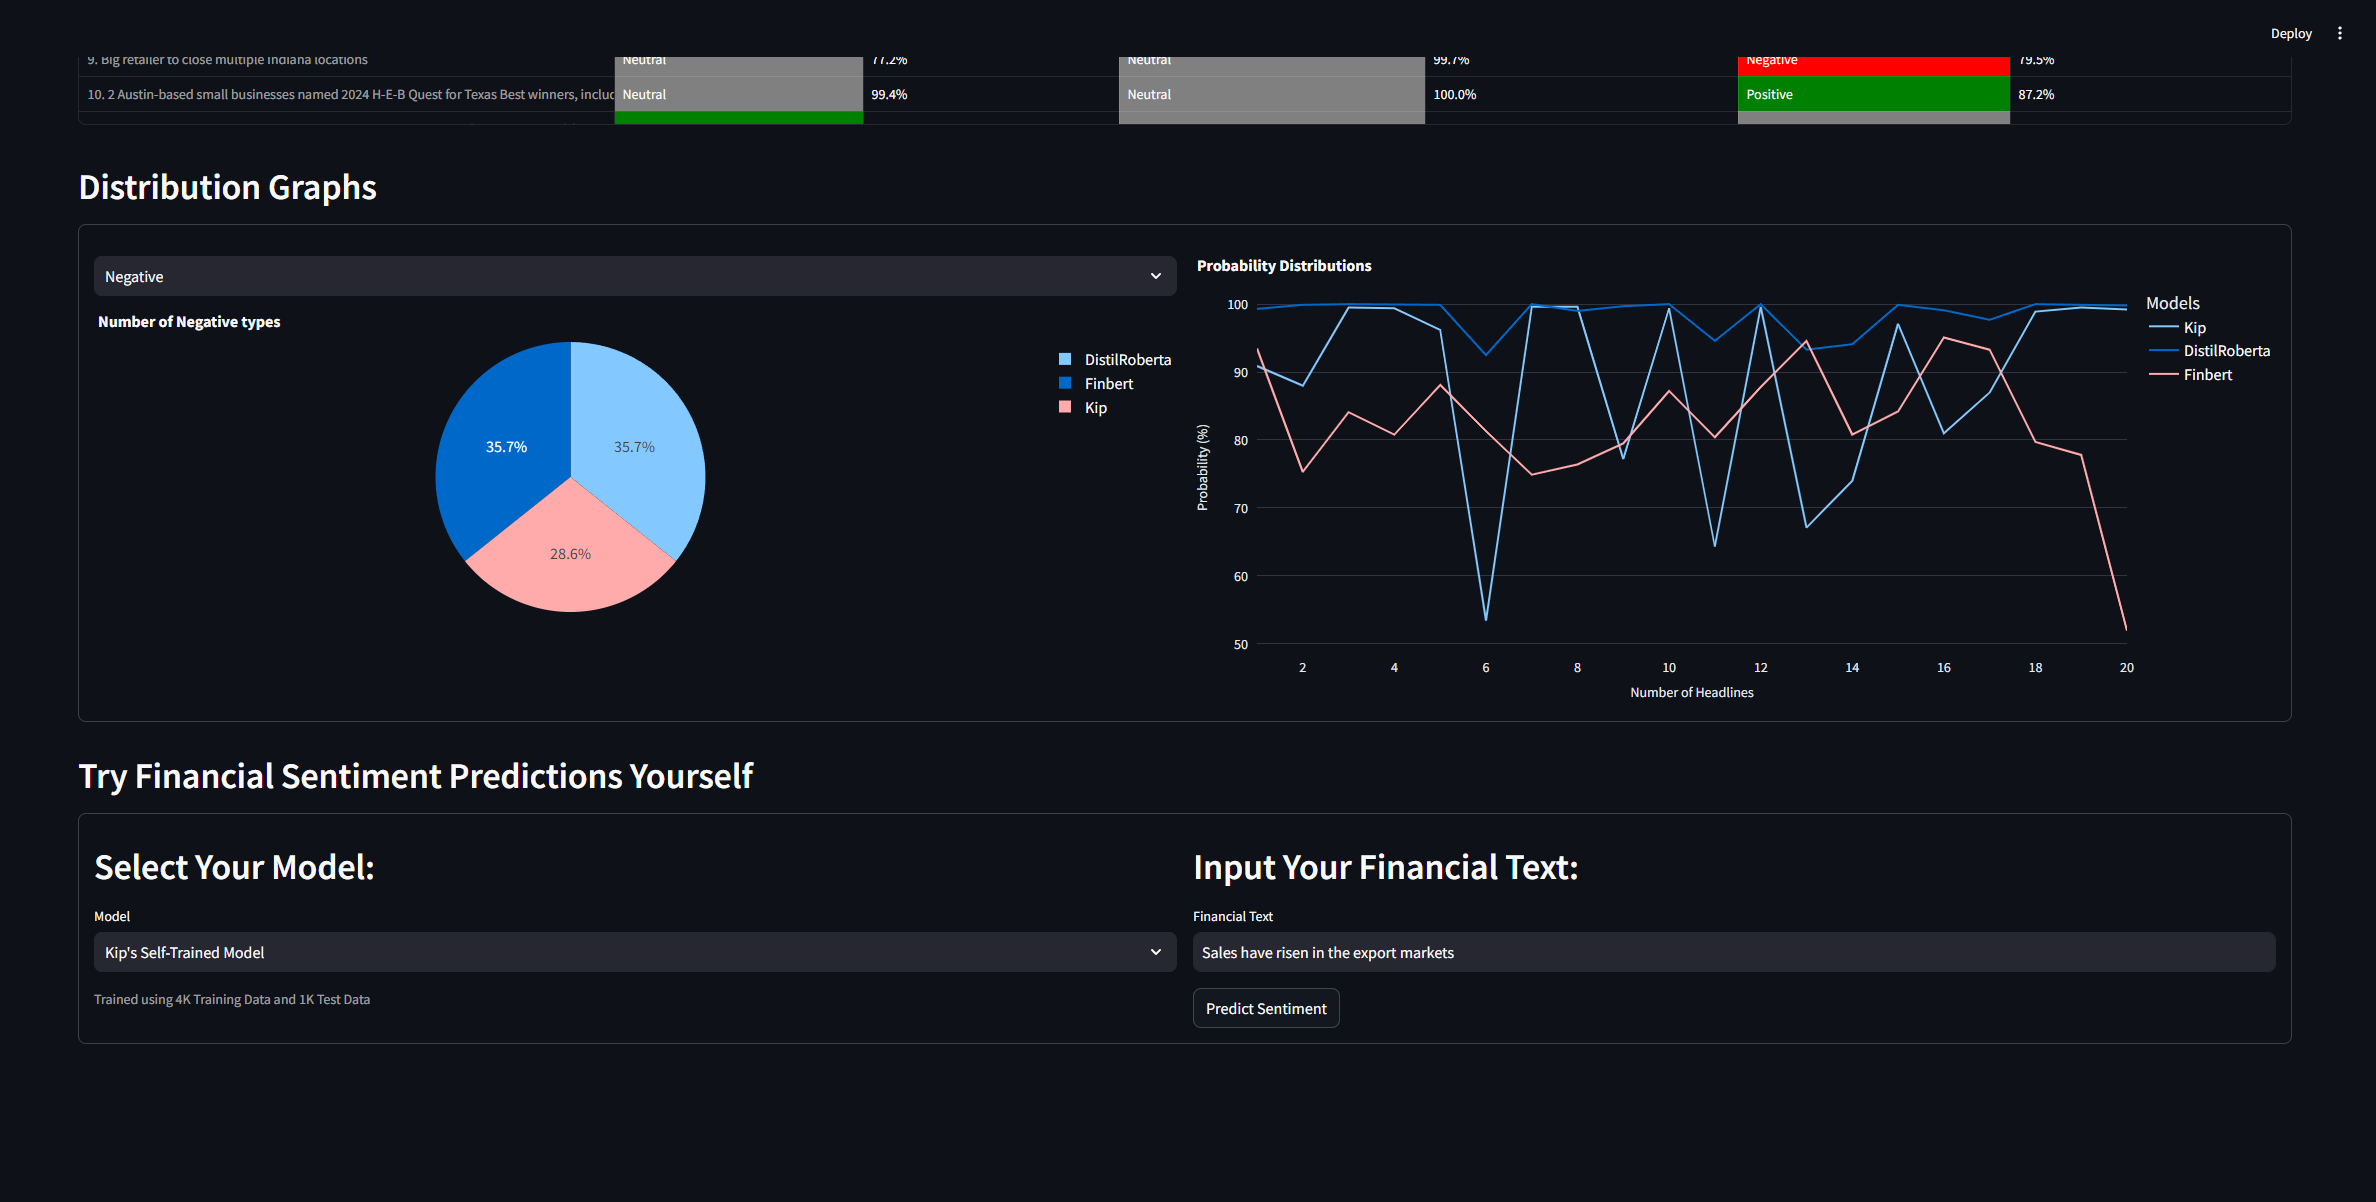 Deploy
9. Big retailer to close multiple Indiana locations Neutral 77.2% Neutral 99.7% Negative 79.5%
10. 2 Austin-based small businesses named 2024 H-E-B Quest for Texas Best winners, includ Neutral 99.4% Neutral 100.0% Positive 87.2%
Distribution Graphs
Negative
Number of Negative types
DistilRoberta
Finbert
Kip
35.7%
35.7%
28.6%
Probability Distributions
Probability (%)
100
90
80
70
60
50
2 4 6 8 10 12 14 16 18 20
Number of Headlines
Models
Kip
DistilRoberta
Finbert
Try Financial Sentiment Predictions Yourself
Select Your Model:
Model
Kip's Self-Trained Model
Trained using 4K Training Data and 1K Test Data
Input Your Financial Text:
Financial Text
Sales have risen in the export markets
Predict Sentiment